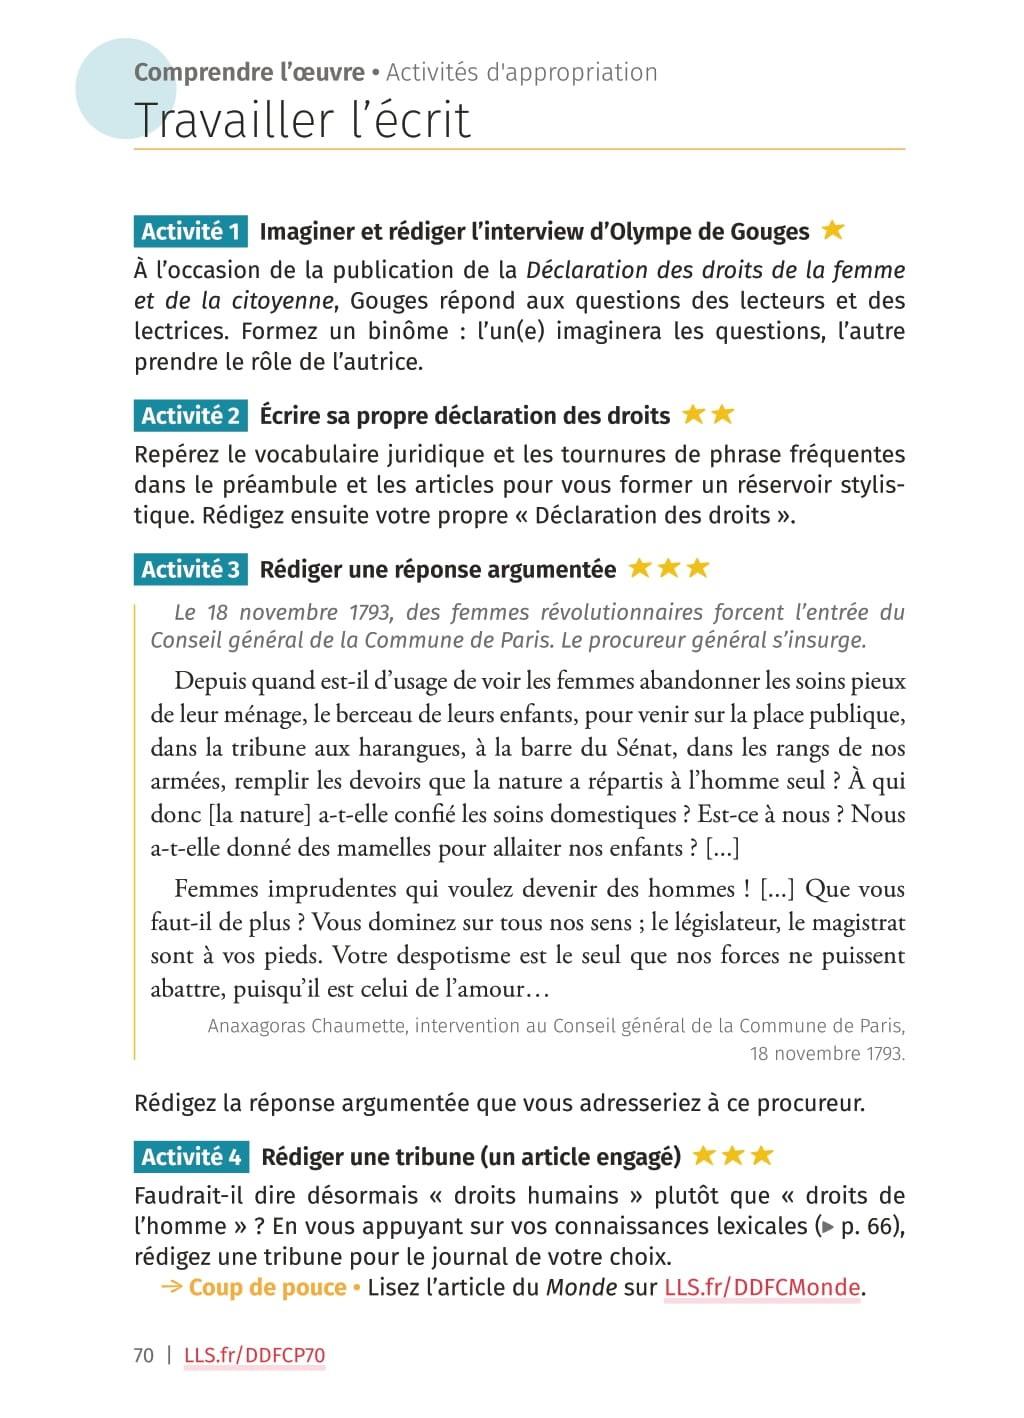 Comprendre l'œuvre • Activités d'appropriation
Travailler l'écrit
Activité 1 Imaginer et rédiger l'interview d'Olympe de Gouges ★
À l'occasion de la publication de la Déclaration des droits de la femme
et de la citoyenne, Gouges répond aux questions des lecteurs et des
lectrices. Formez un binôme : l'un(e) imaginera les questions, l'autre
prendre le rôle de l'autrice.
Activité 2 Écrire sa propre déclaration des droits ★ ★
Repérez le vocabulaire juridique et les tournures de phrase fréquentes
dans le préambule et les articles pour vous former un réservoir stylis-
tique. Rédigez ensuite votre propre « Déclaration des droits ».
Activité 3 Rédiger une réponse argumentée ★ ★ ★
Le 18 novembre 1793, des femmes révolutionnaires forcent l'entrée du
Conseil général de la Commune de Paris. Le procureur général s'insurge.
Depuis quand est-il d'usage de voir les femmes abandonner les soins pieux
de leur ménage, le berceau de leurs enfants, pour venir sur la place publique,
dans la tribune aux harangues, à la barre du Sénat, dans les rangs de nos
armées, remplir les devoirs que la nature a répartis à l'homme seul ? À qui
donc [la nature] a-t-elle confié les soins domestiques ? Est-ce à nous ? Nous
a-t-elle donné des mamelles pour allaiter nos enfants ? [...]
Femmes imprudentes qui voulez devenir des hommes ! [...] Que vous
faut-il de plus ? Vous dominez sur tous nos sens ; le législateur, le magistrat
sont à vos pieds. Votre despotisme est le seul que nos forces ne puissent
abattre, puisqu'il est celui de l'amour…
Anaxagoras Chaumette, intervention au Conseil général de la Commune de Paris,
18 novembre 1793.
Rédigez la réponse argumentée que vous adresseriez à ce procureur.
Activité 4 Rédiger une tribune (un article engagé) ★ ★ ★
Faudrait-il dire désormais « droits humains » plutôt que « droits de
l'homme » ? En vous appuyant sur vos connaissances lexicales (▶ p. 66),
rédigez une tribune pour le journal de votre choix.
→ Coup de pouce • Lisez l'article du Monde sur LLS.fr/DDFCMonde.
70 | LLS.fr/DDFCP70